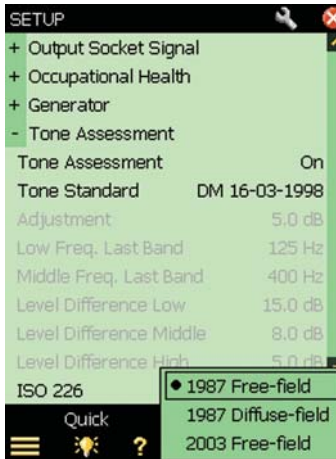 SETUP
+ Output Socket Signal
+ Occupational Health
+ Generator
- Tone Assessment
Tone Assessment On
Tone Standard DM 16-03-1998
Adjustment 5.0 dB
Low Freq. Last Band 125 Hz
Middle Freq. Last Band 400 Hz
Level Difference Low 15.0 dB
Level Difference Middle 8.0 dB
Level Difference High 5.0 dB
ISO 226
• 1987 Free-field
1987 Diffuse-field
2003 Free-field
Quick
?